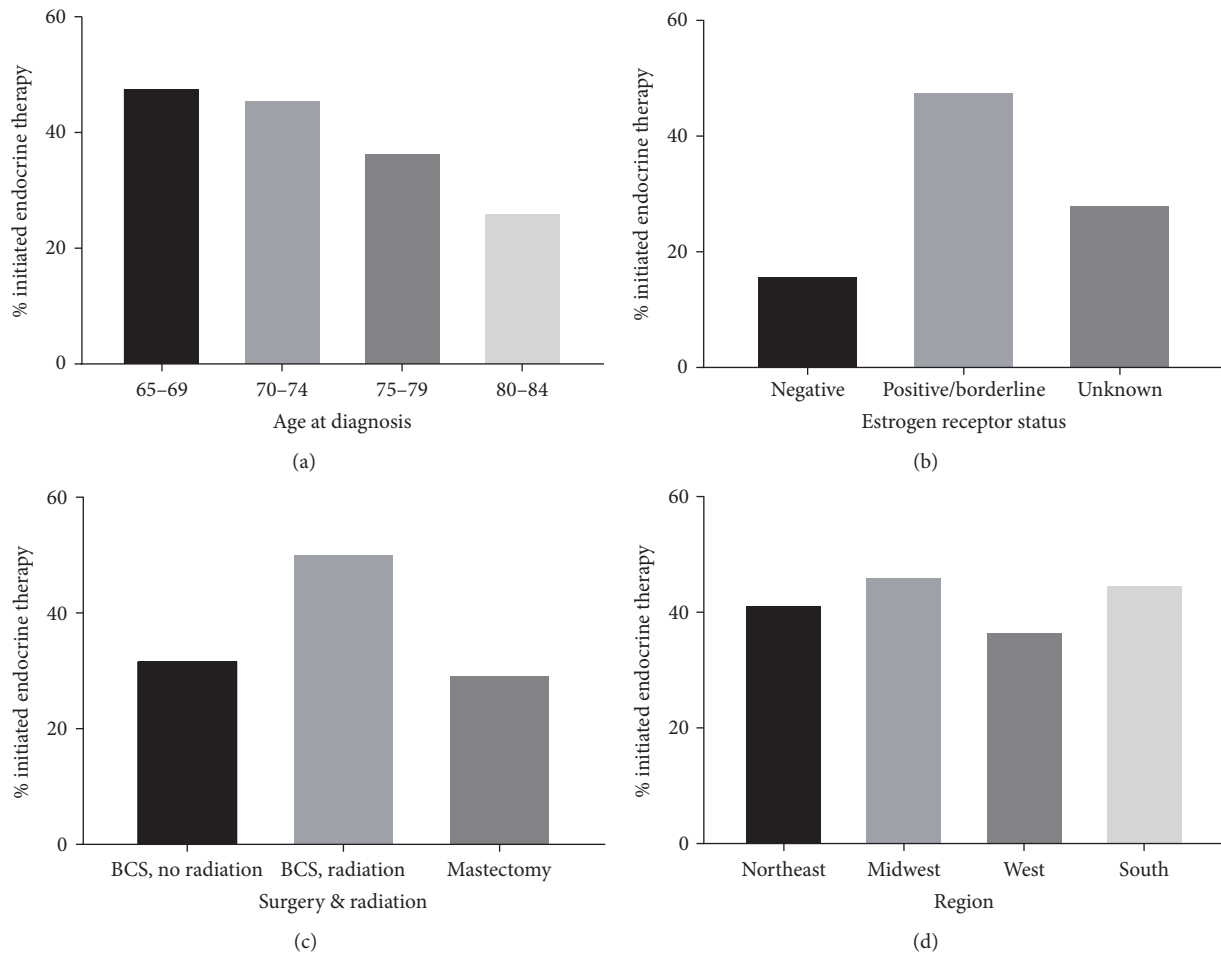 60
40
20
0
% initiated endocrine therapy
65–69 70–74 75–79 80–84
Age at diagnosis
(a)
60
40
20
0
% initiated endocrine therapy
Negative Positive/borderline Unknown
Estrogen receptor status
(b)
60
40
20
0
% initiated endocrine therapy
BCS, no radiation BCS, radiation Mastectomy
Surgery & radiation
(c)
60
40
20
0
% initiated endocrine therapy
Northeast Midwest West South
Region
(d)